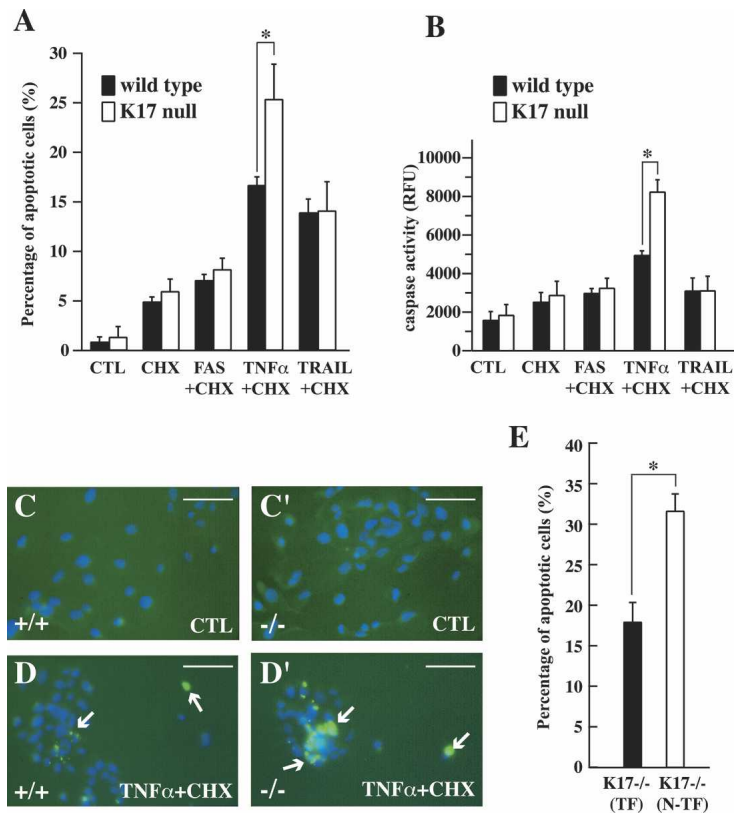 A
30
25
20
15
10
5
0
Percentage of apoptotic cells (%)
wild type
K17 null
*
CTL CHX FAS TNFα TRAIL
+CHX +CHX +CHX
B
wild type
K17 null
10000
8000
6000
4000
2000
0
caspase activity (RFU)
*
CTL CHX FAS TNFα TRAIL
+CHX +CHX +CHX
C
+/+ CTL
C'
-/- CTL
D
+/+ TNFα+CHX
D'
-/- TNFα+CHX
E
40
35
30
25
20
15
10
5
0
Percentage of apoptotic cells (%)
*
K17-/- K17-/-
(TF) (N-TF)